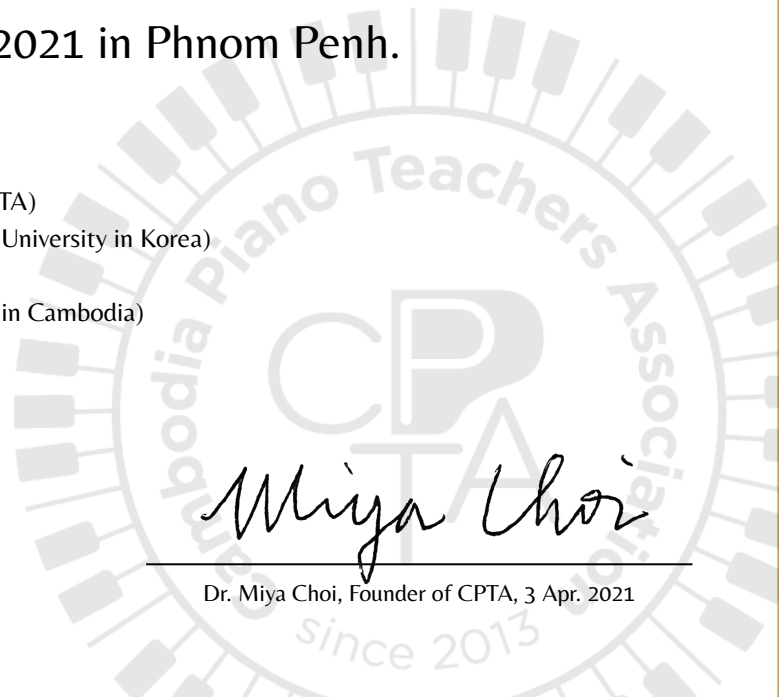 2021 in Phnom Penh.
TA)
University in Korea)
in Cambodia)
Cambodia Piano Teachers Association
CPTA
Miya Choi
Dr. Miya Choi, Founder of CPTA, 3 Apr. 2021
since 2013